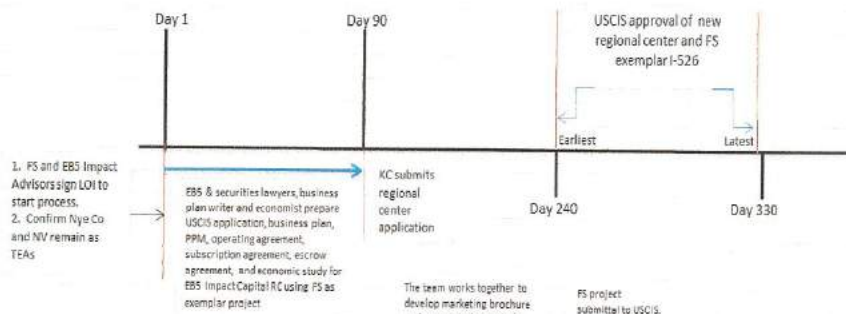 Day 1
Day 90
USCIS approval of new
regional center and FS
exemplar I-526
Earliest
Latest
1. FS and EB5 Impact
Advisors sign LOI to
start process.
2. Confirm Nye Co
and NV remain as
TEAs
EB5 & securities lawyers, business
plan writer and economist prepare
USCIS application, business plan,
PPM, operating agreement,
subscription agreement, escrow
agreement, and economic study for
EB5 Impact Capital RC using FS as
exemplar project
KC submits
regional
center
application
Day 240
Day 330
The team works together to
develop marketing brochure
FS project
submittal to USCIS.